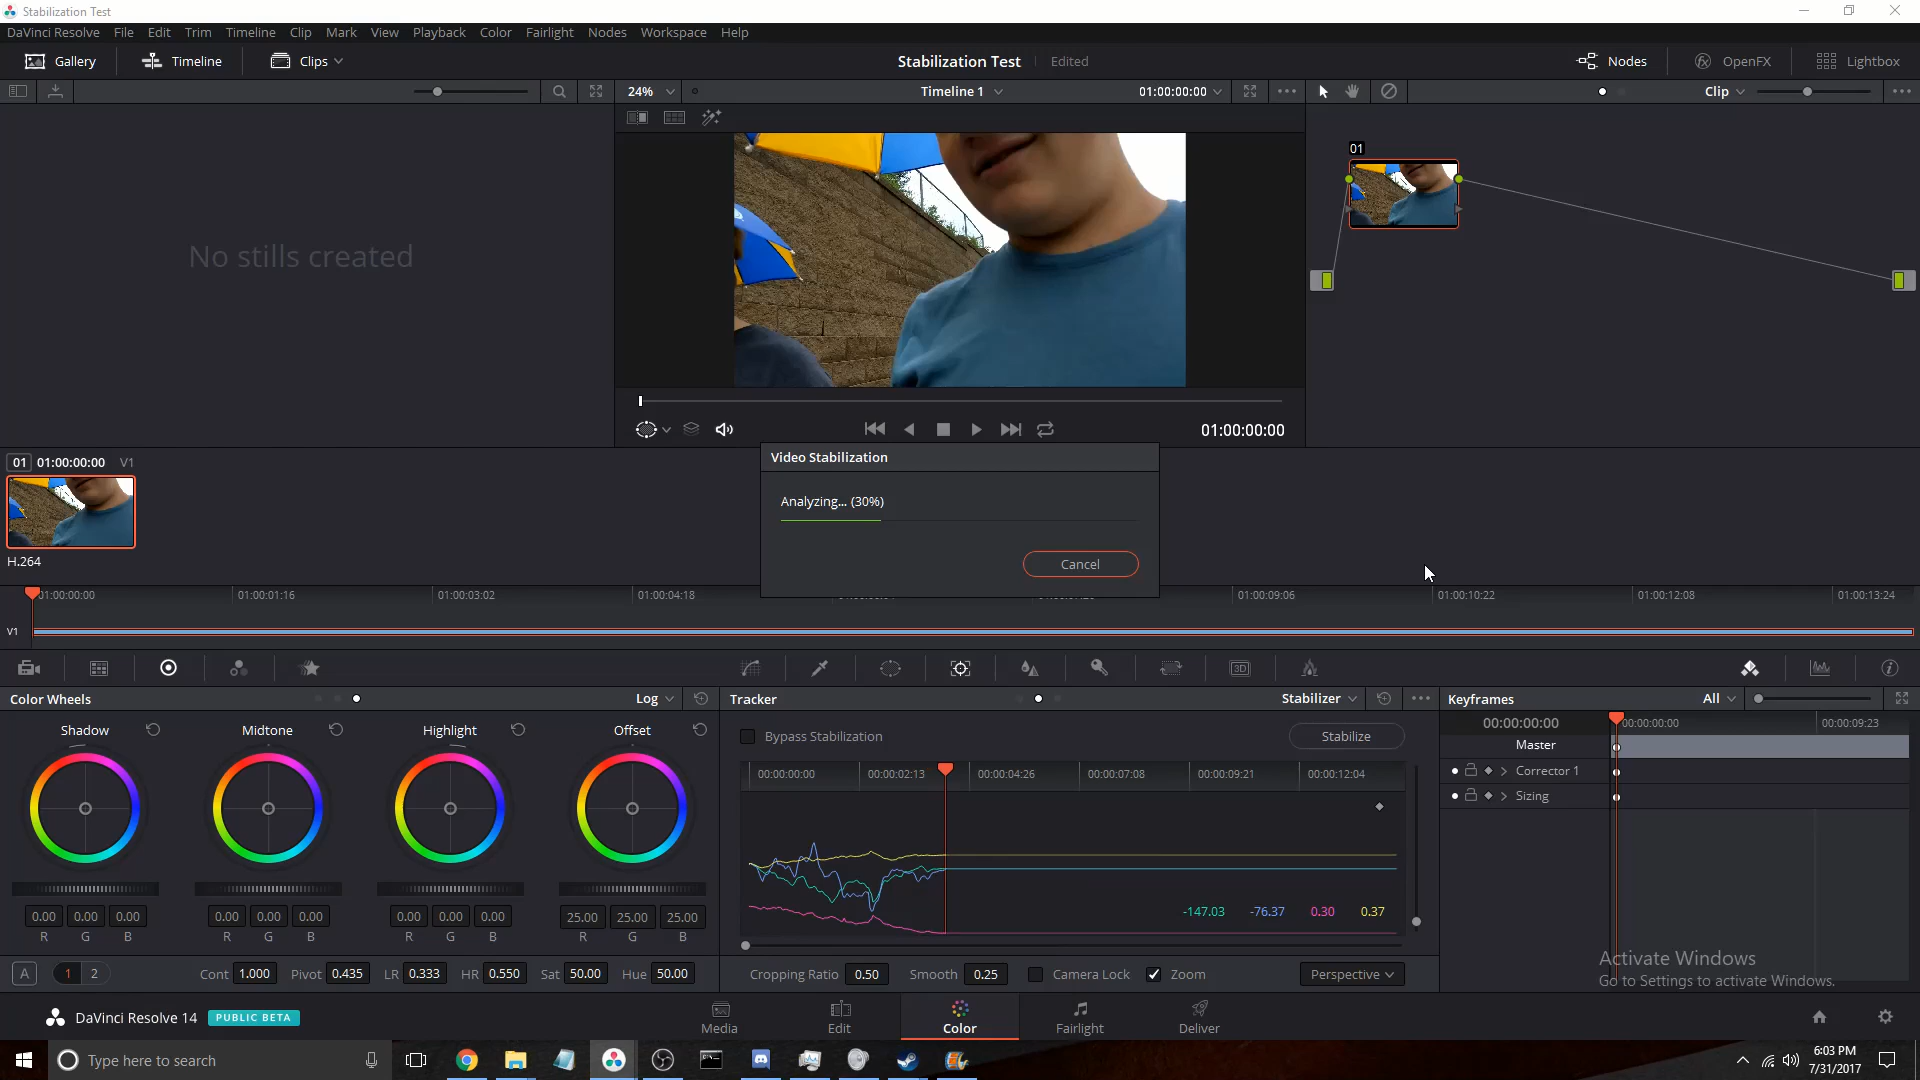 Stabilization Test
DaVinci Resolve File Edit Trim Timeline Clip Mark View Playback Color Fairlight Nodes Workspace Help
Gallery Timeline Clips Stabilization Test Edited Nodes OpenFX Lightbox
24% Timeline 1 01:00:00:00 Clip
No stills created
01
01:00:00:00
01 01:00:00:00 V1
H.264
Video Stabilization
Analyzing... (30%)
Cancel
01:00:00:00 01:00:01:16 01:00:03:02 01:00:04:18 01:00:09:06 01:00:10:22 01:00:12:08 01:00:13:24
V1
3D
Color Wheels Log Tracker Stabilizer Keyframes All
Shadow Midtone Highlight Offset
Bypass Stabilization Stabilize
00:00:00:00 00:00:00:00 00:00:09:23
Master
Corrector 1
Sizing
00:00:00:00 00:00:02:13 00:00:04:26 00:00:07:08 00:00:09:21 00:00:12:04
-147.03 -76.37 0.30 0.37
0.00 0.00 0.00 0.00 0.00 0.00 0.00 0.00 0.00 25.00 25.00 25.00
R G B R G B R G B R G B
A 1 2 Cont 1.000 Pivot 0.435 LR 0.333 HR 0.550 Sat 50.00 Hue 50.00
Cropping Ratio 0.50 Smooth 0.25 Camera Lock Zoom Perspective
Activate Windows
Go to Settings to activate Windows.
DaVinci Resolve 14 PUBLIC BETA
Media Edit Color Fairlight Deliver
Type here to search
6:03 PM
7/31/2017